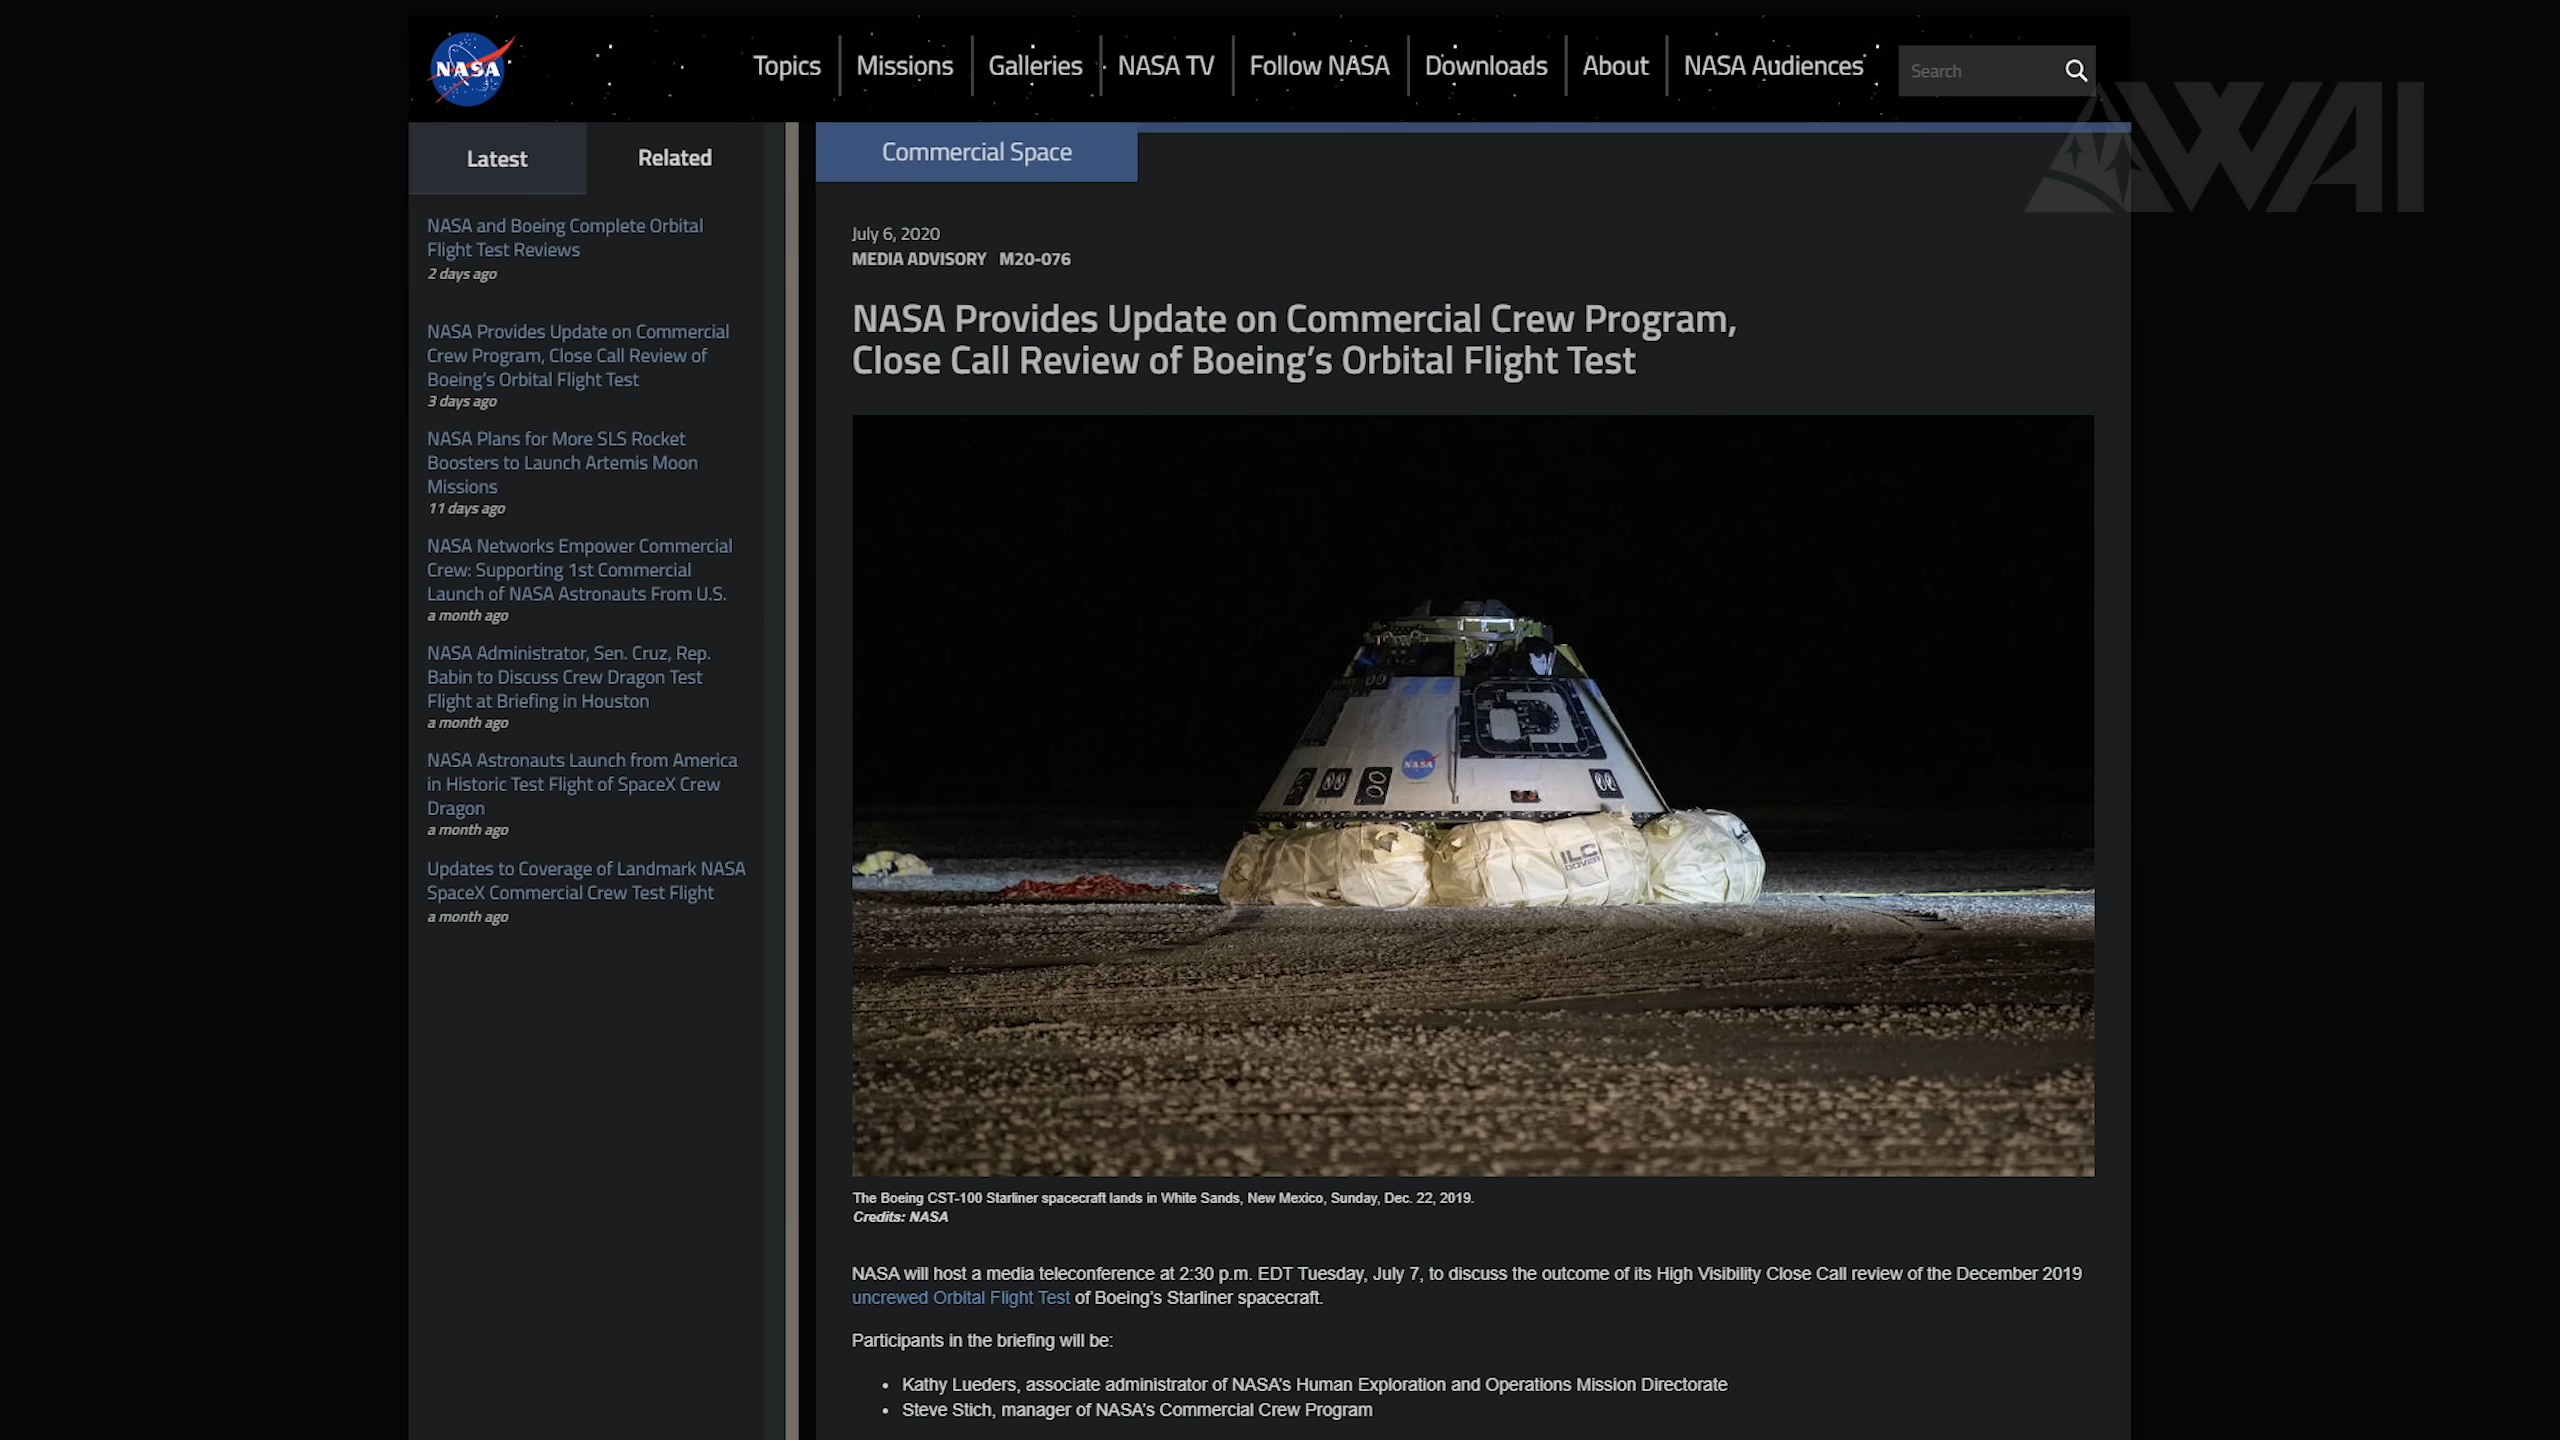 NASA
Topics
Missions
Galleries
NASA TV
Follow NASA
Downloads
About
NASA Audiences
Search
WAI
Latest
Related
NASA and Boeing Complete Orbital
Flight Test Reviews
2 days ago
NASA Provides Update on Commercial
Crew Program, Close Call Review of
Boeing’s Orbital Flight Test
3 days ago
NASA Plans for More SLS Rocket
Boosters to Launch Artemis Moon
Missions
11 days ago
NASA Networks Empower Commercial
Crew: Supporting 1st Commercial
Launch of NASA Astronauts From U.S.
a month ago
NASA Administrator, Sen. Cruz, Rep.
Babin to Discuss Crew Dragon Test
Flight at Briefing in Houston
a month ago
NASA Astronauts Launch from America
in Historic Test Flight of SpaceX Crew
Dragon
a month ago
Updates to Coverage of Landmark NASA
SpaceX Commercial Crew Test Flight
a month ago
Commercial Space
July 6, 2020
MEDIA ADVISORY M20-076
NASA Provides Update on Commercial Crew Program,
Close Call Review of Boeing’s Orbital Flight Test
NASA
ILC
DOVER
The Boeing CST-100 Starliner spacecraft lands in White Sands, New Mexico, Sunday, Dec. 22, 2019.
Credits: NASA
NASA will host a media teleconference at 2:30 p.m. EDT Tuesday, July 7, to discuss the outcome of its High Visibility Close Call review of the December 2019
uncrewed Orbital Flight Test of Boeing’s Starliner spacecraft.
Participants in the briefing will be:
• Kathy Lueders, associate administrator of NASA’s Human Exploration and Operations Mission Directorate
• Steve Stich, manager of NASA’s Commercial Crew Program